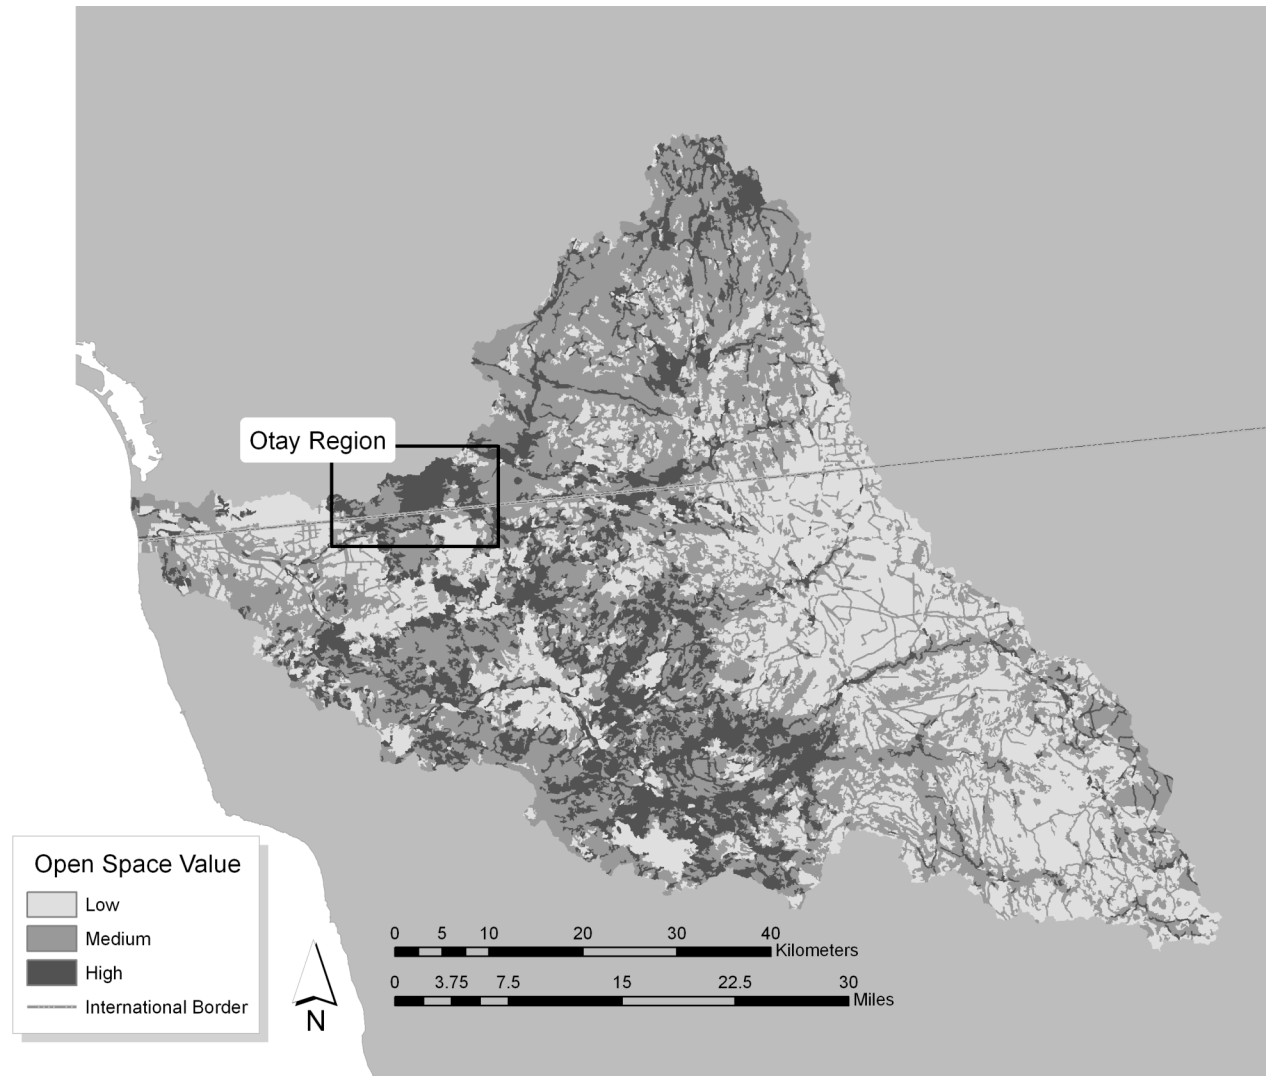 Otay Region
Open Space Value
Low
Medium
High
International Border
N
0 5 10 20 30 40
Kilometers
0 3.75 7.5 15 22.5 30
Miles